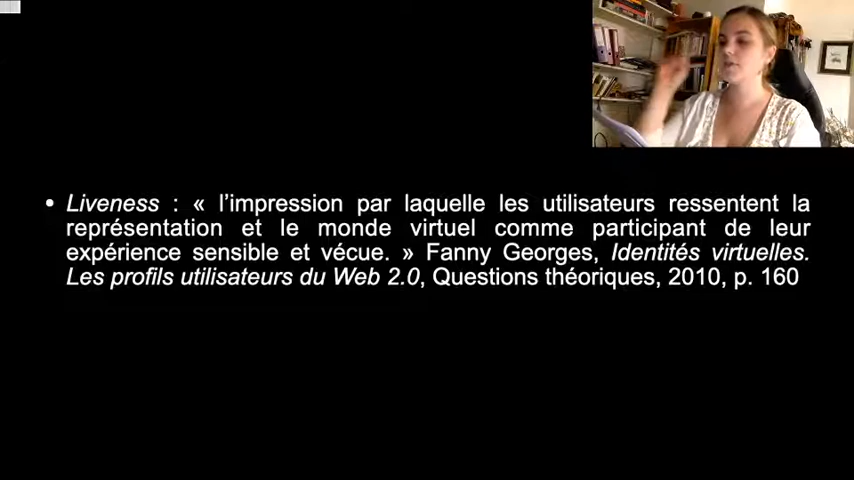 • Liveness : « l’impression par laquelle les utilisateurs ressentent la
représentation et le monde virtuel comme participant de leur
expérience sensible et vécue. » Fanny Georges, Identités virtuelles.
Les profils utilisateurs du Web 2.0, Questions théoriques, 2010, p. 160